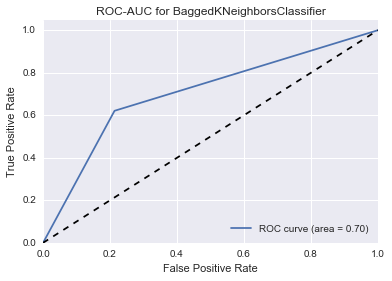 ROC-AUC for BaggedKNeighborsClassifier
True Positive Rate
1.0
0.8
0.6
0.4
0.2
0.0
ROC curve (area = 0.70)
0.0 0.2 0.4 0.6 0.8 1.0
False Positive Rate